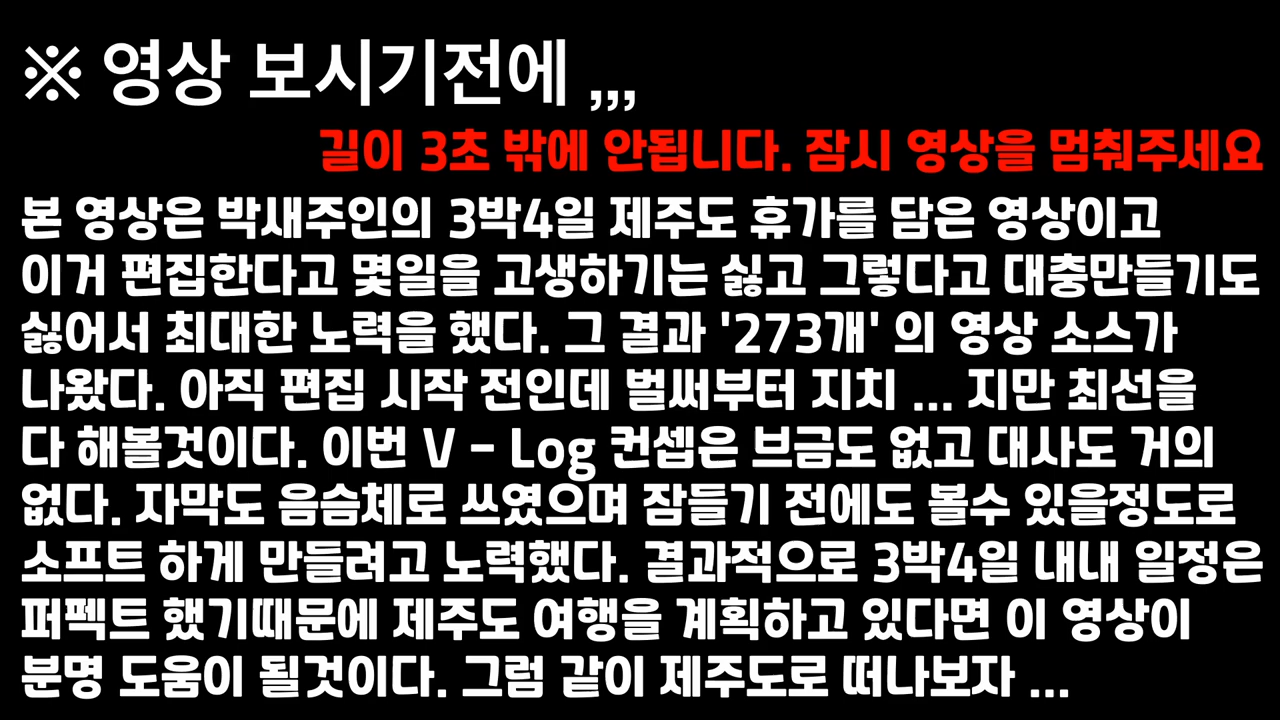 ※ 영상 보시기전에 ,,,
길이 3초 밖에 안됩니다. 잠시 영상을 멈춰주세요
본 영상은 박새주인의 3박4일 제주도 휴가를 담은 영상이고
이거 편집한다고 몇일을 고생하기는 싫고 그렇다고 대충만들기도
싫어서 최대한 노력을 했다. 그 결과 '273개' 의 영상 소스가
나왔다. 아직 편집 시작 전인데 벌써부터 지치 ... 지만 최선을
다 해볼것이다. 이번 V - Log 컨셉은 브금도 없고 대사도 거의
없다. 자막도 음슴체로 쓰였으며 잠들기 전에도 볼수 있을정도로
소프트 하게 만들려고 노력했다. 결과적으로 3박4일 내내 일정은
퍼펙트 했기때문에 제주도 여행을 계획하고 있다면 이 영상이
분명 도움이 될것이다. 그럼 같이 제주도로 떠나보자 ...